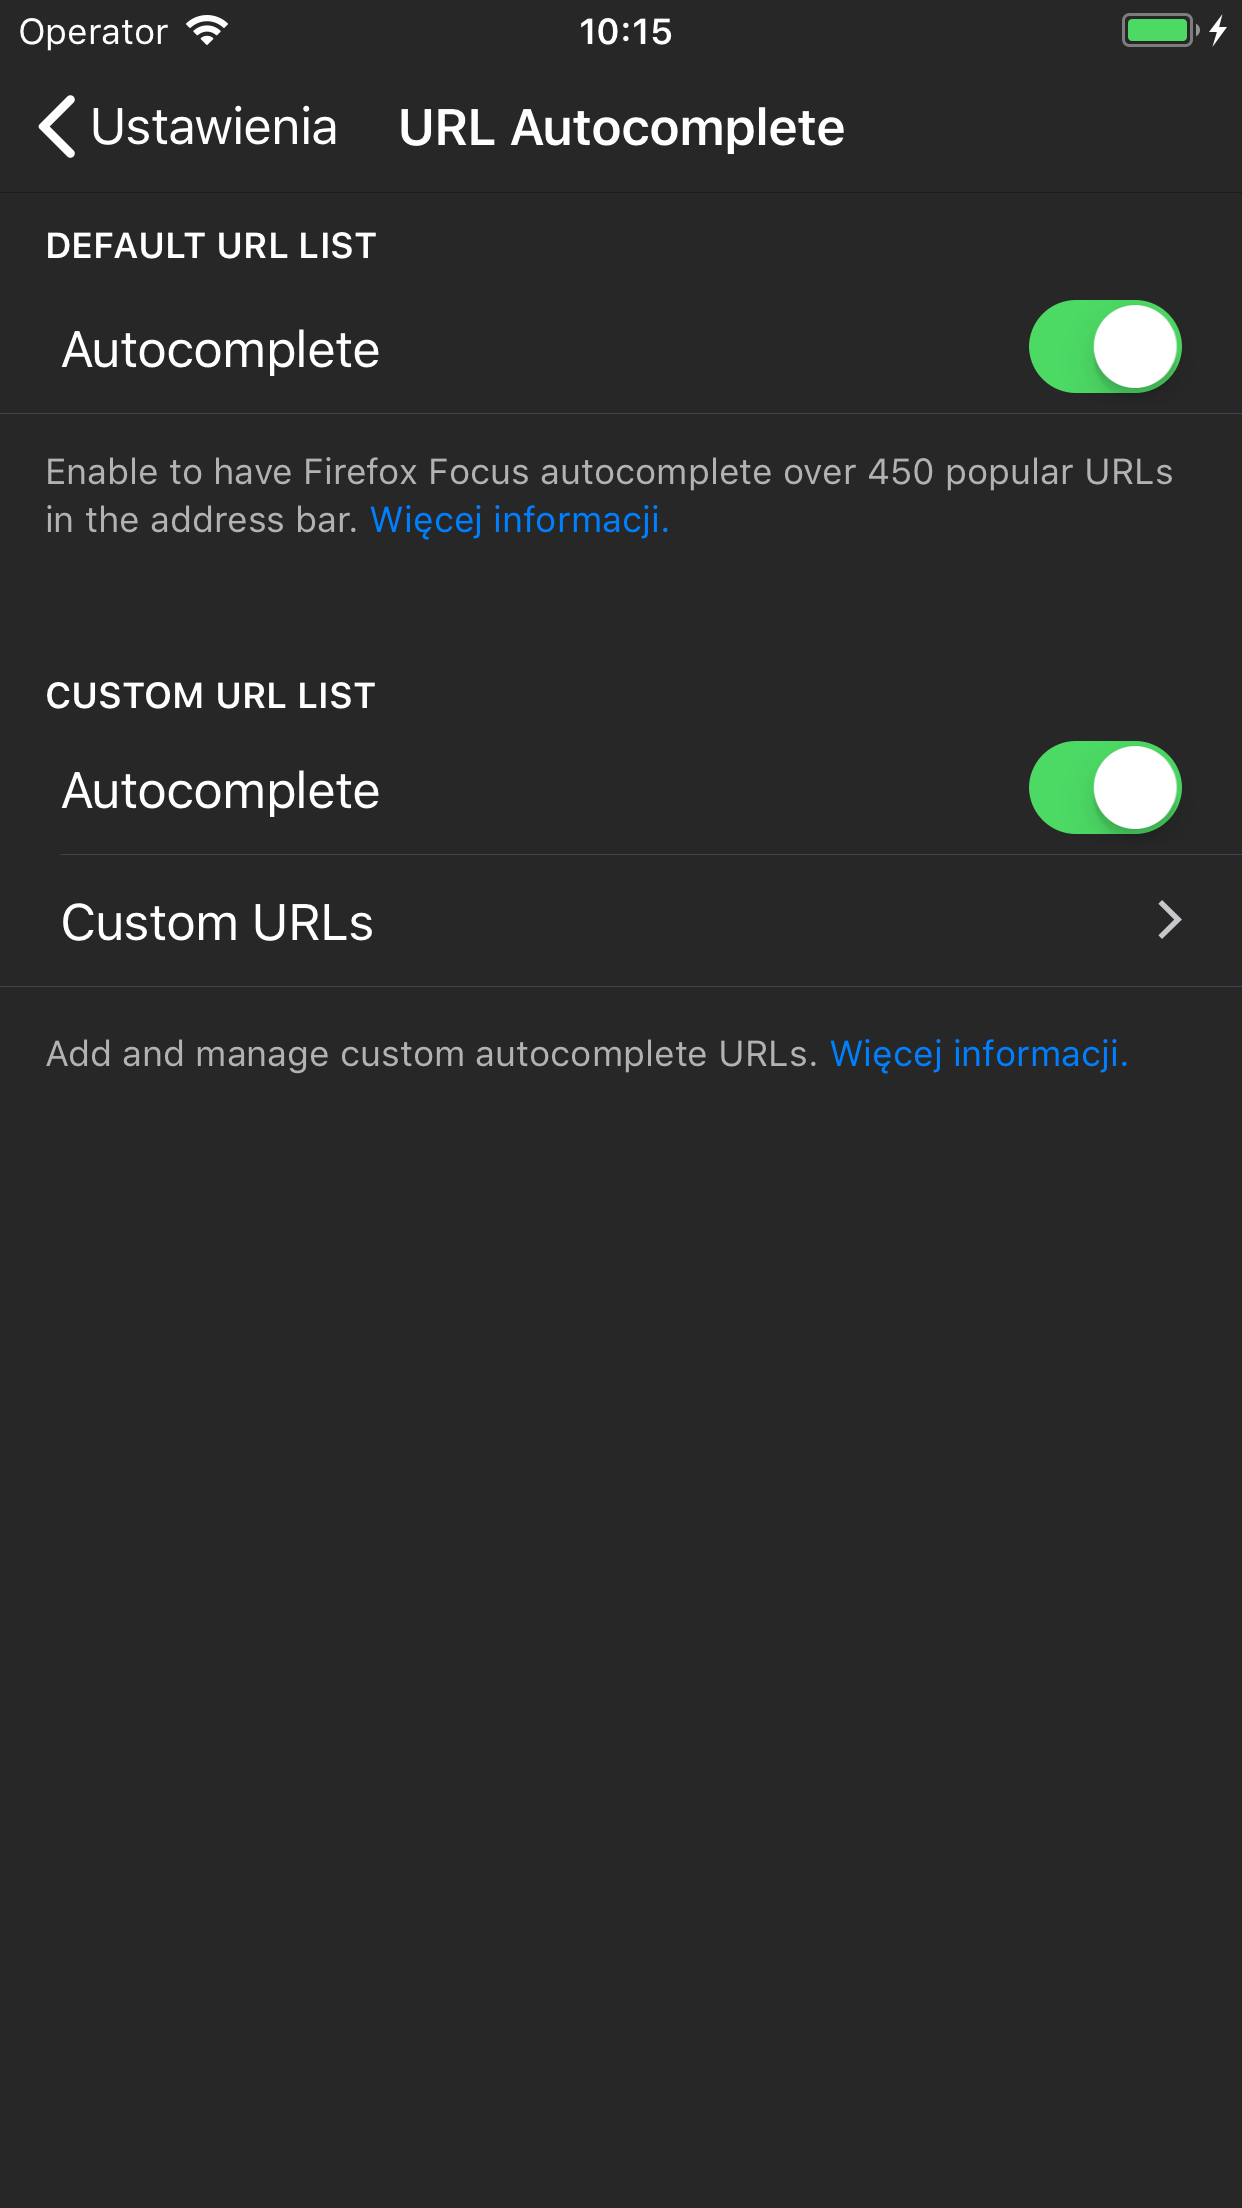 Operator
10:15
Ustawienia
URL Autocomplete
DEFAULT URL LIST
Autocomplete
Enable to have Firefox Focus autocomplete over 450 popular URLs
in the address bar. Więcej informacji.
CUSTOM URL LIST
Autocomplete
Custom URLs
Add and manage custom autocomplete URLs. Więcej informacji.